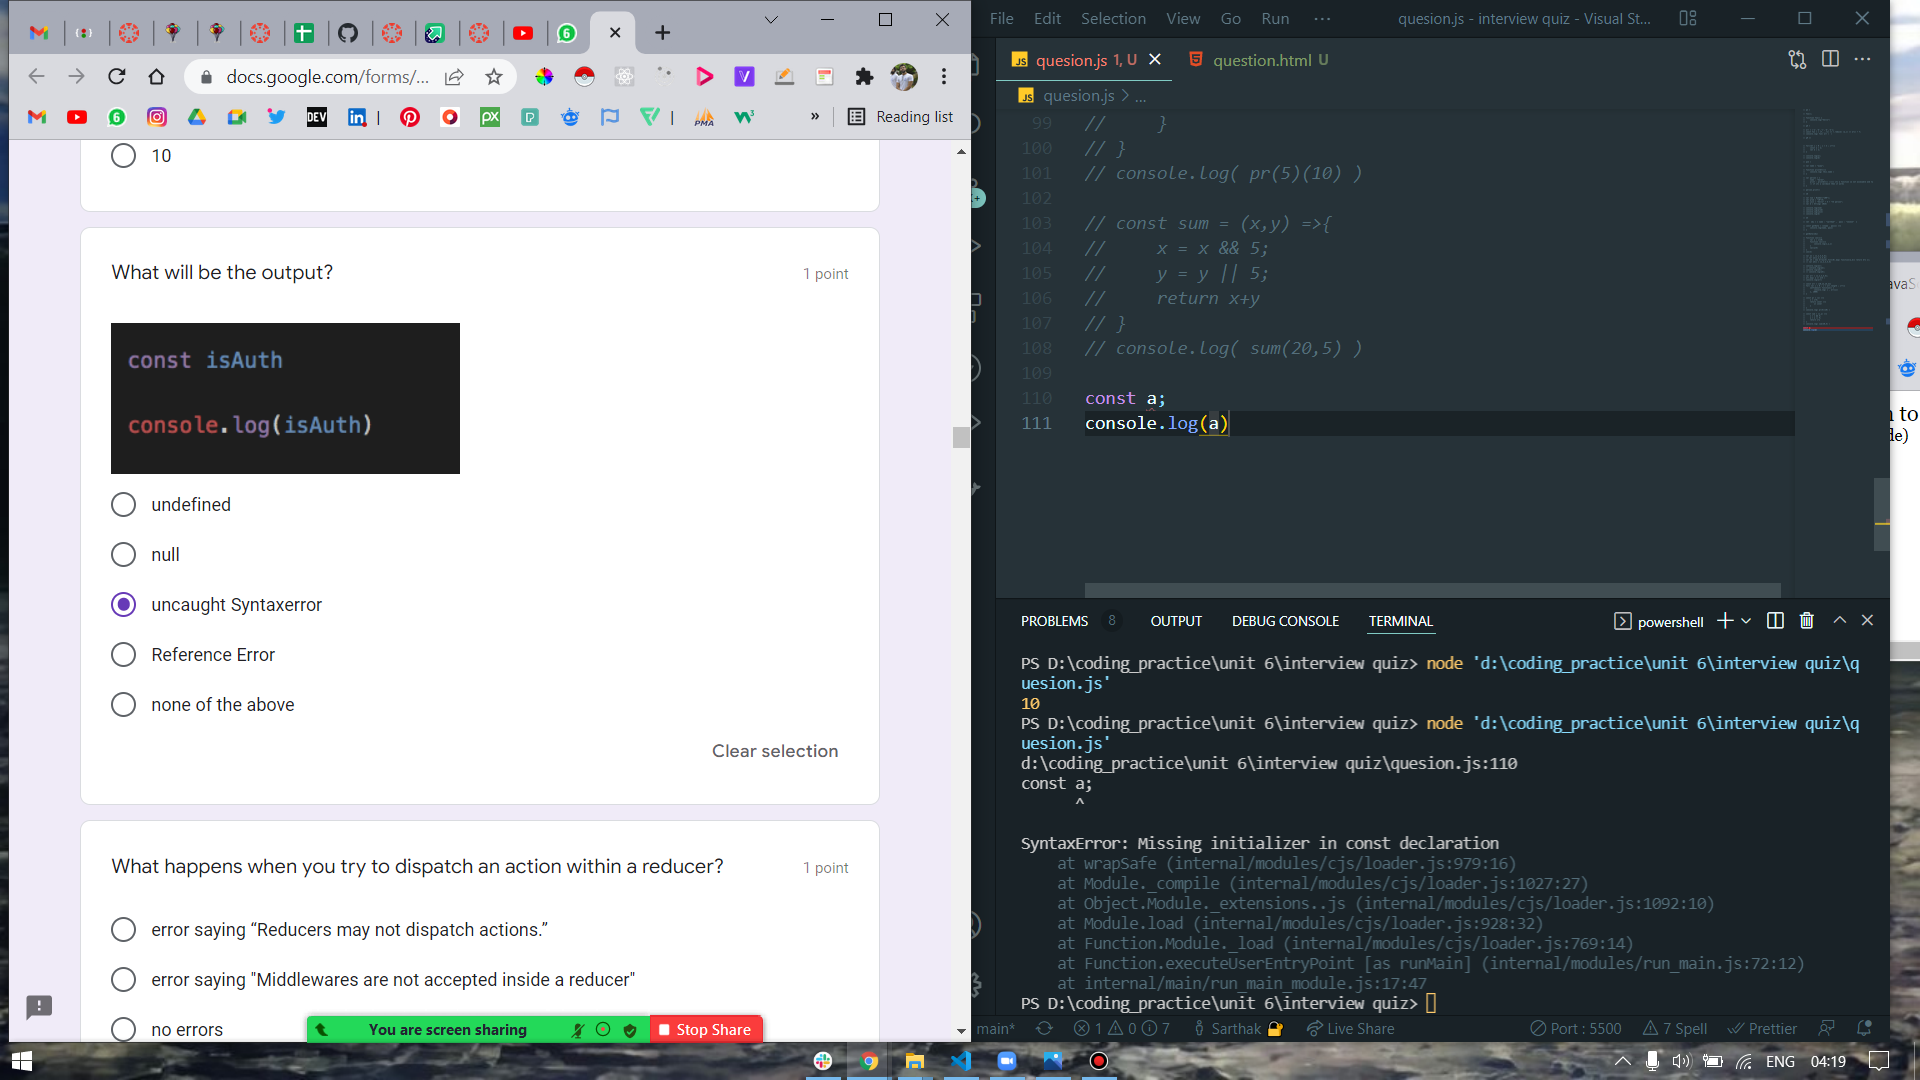 docs.google.com/forms/...
Reading list
10
What will be the output?
1 point
const isAuth
console.log(isAuth)
undefined
null
uncaught Syntaxerror
Reference Error
none of the above
Clear selection
What happens when you try to dispatch an action within a reducer?
1 point
error saying “Reducers may not dispatch actions.”
error saying "Middlewares are not accepted inside a reducer"
no errors
You are screen sharing
Stop Share
File Edit Selection View Go Run ···
quesion.js - interview quiz - Visual St...
quesion.js 1, U
question.html U
quesion.js > ...
99 // }
100 // }
101 // console.log( pr(5)(10) )
102
103 // const sum = (x,y) =>{
104 // x = x && 5;
105 // y = y || 5;
106 // return x+y
107 // }
108 // console.log( sum(20,5) )
109
110 const a;
111 console.log(a)
PROBLEMS 8 OUTPUT DEBUG CONSOLE TERMINAL
powershell
PS D:\coding_practice\unit 6\interview quiz> node 'd:\coding_practice\unit 6\interview quiz\q
uesion.js'
10
PS D:\coding_practice\unit 6\interview quiz> node 'd:\coding_practice\unit 6\interview quiz\q
uesion.js'
d:\coding_practice\unit 6\interview quiz\quesion.js:110
const a;
^
SyntaxError: Missing initializer in const declaration
at wrapSafe (internal/modules/cjs/loader.js:979:16)
at Module._compile (internal/modules/cjs/loader.js:1027:27)
at Object.Module._extensions..js (internal/modules/cjs/loader.js:1092:10)
at Module.load (internal/modules/cjs/loader.js:928:32)
at Function.Module._load (internal/modules/cjs/loader.js:769:14)
at Function.executeUserEntryPoint [as runMain] (internal/modules/run_main.js:72:12)
at internal/main/run_main_module.js:17:47
PS D:\coding_practice\unit 6\interview quiz>
main* 1 0 7 Sarthak Live Share Port : 5500 7 Spell Prettier
ENG 04:19